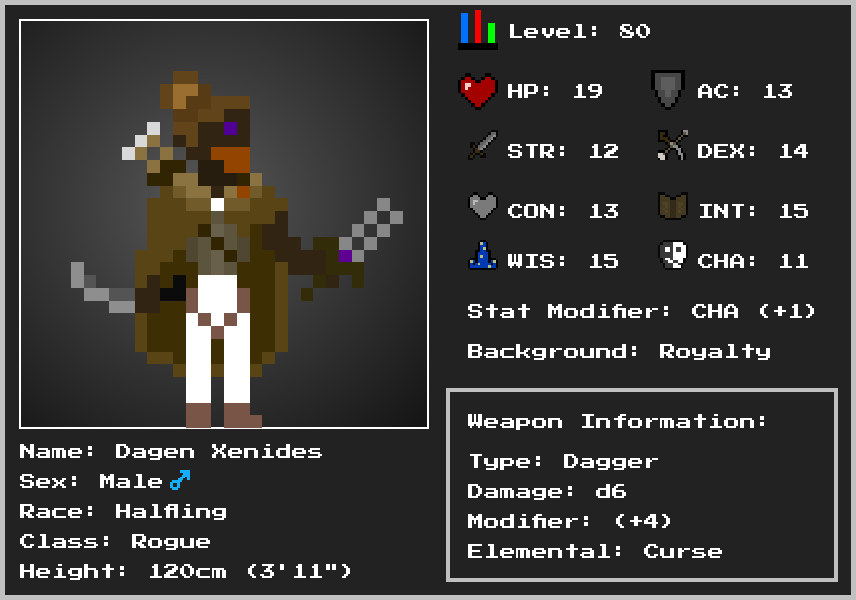 Level: 80
HP: 19
AC: 13
STR: 12
DEX: 14
CON: 13
INT: 15
WIS: 15
CHA: 11
Stat Modifier: CHA (+1)
Background: Royalty
Weapon Information:
Type: Dagger
Damage: d6
Modifier: (+4)
Elemental: Curse
Name: Dagen Xenides
Sex: Male ♂
Race: Halfling
Class: Rogue
Height: 120cm (3'11")